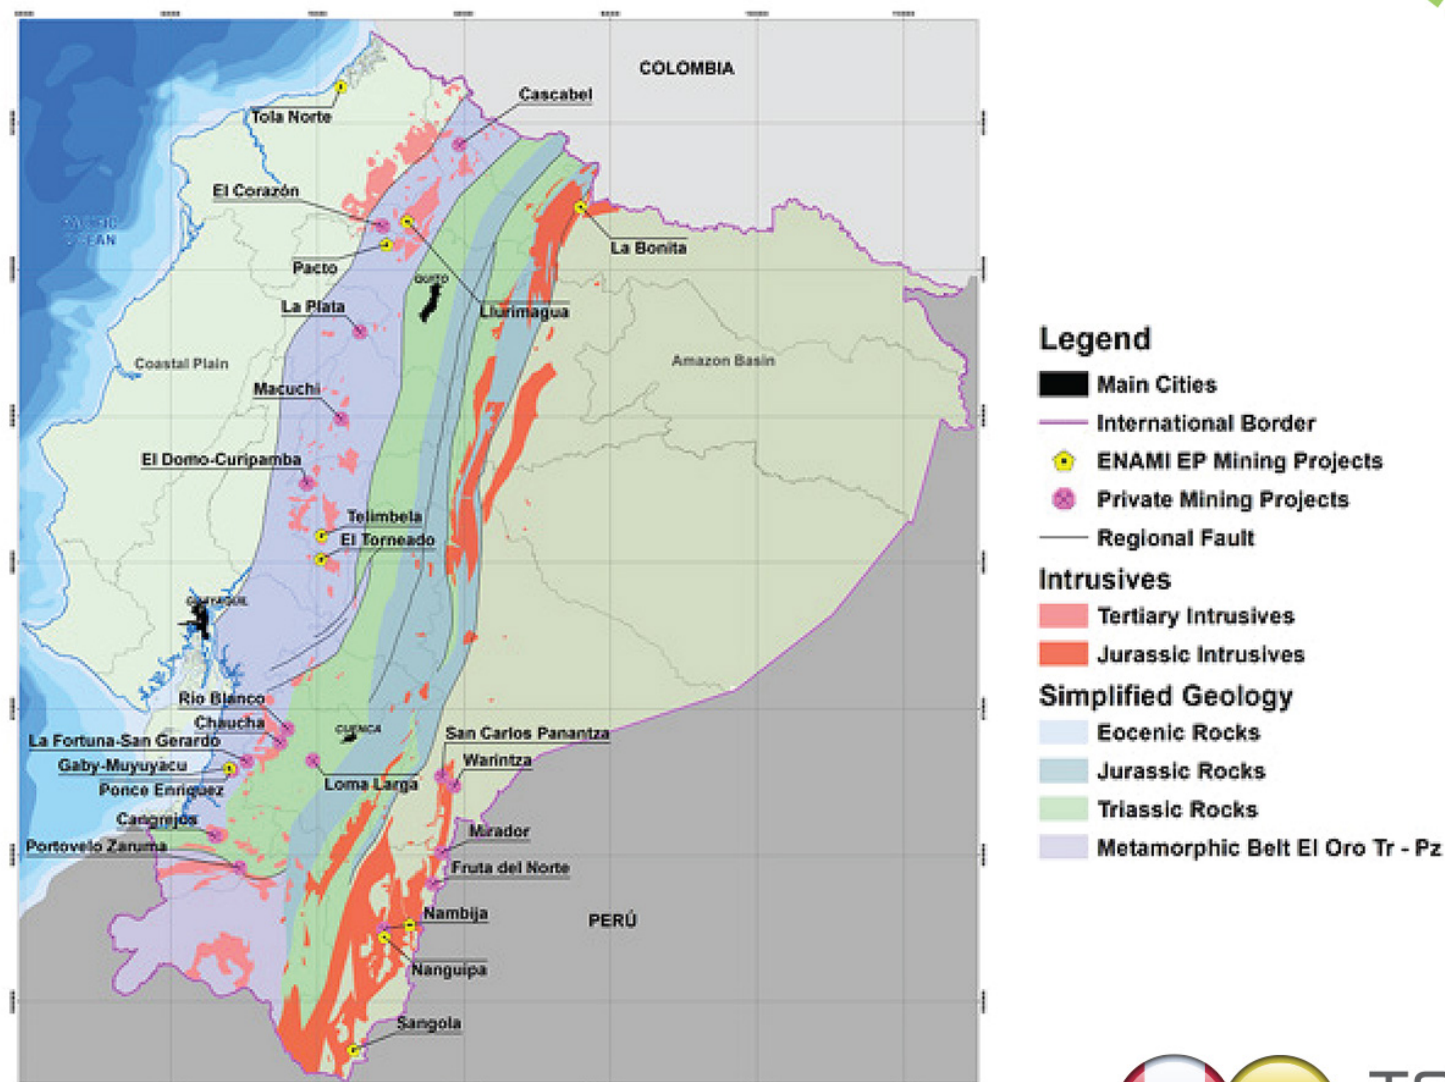 COLOMBIA
Cascabel
Tola Norte
El Corazón
La Bonita
Pacto
QUITO
La Plata
Llurimagua
Coastal Plain
Amazon Basin
Macuchi
El Domo-Curipamba
Telimbela
El Torneado
Rio Blanco
Chaucha
CUENCA
San Carlos Panantza
La Fortuna-San Gerardo
Warintza
Gaby-Muyuyacu
Loma Larga
Ponce Enriquez
Cangrejos
Mirador
Portovelo Zaruma
Fruta del Norte
Nambija
PERÚ
Nanguipa
Sangola
Legend
Main Cities
International Border
ENAMI EP Mining Projects
Private Mining Projects
Regional Fault
Intrusives
Tertiary Intrusives
Jurassic Intrusives
Simplified Geology
Eocenic Rocks
Jurassic Rocks
Triassic Rocks
Metamorphic Belt El Oro Tr - Pz